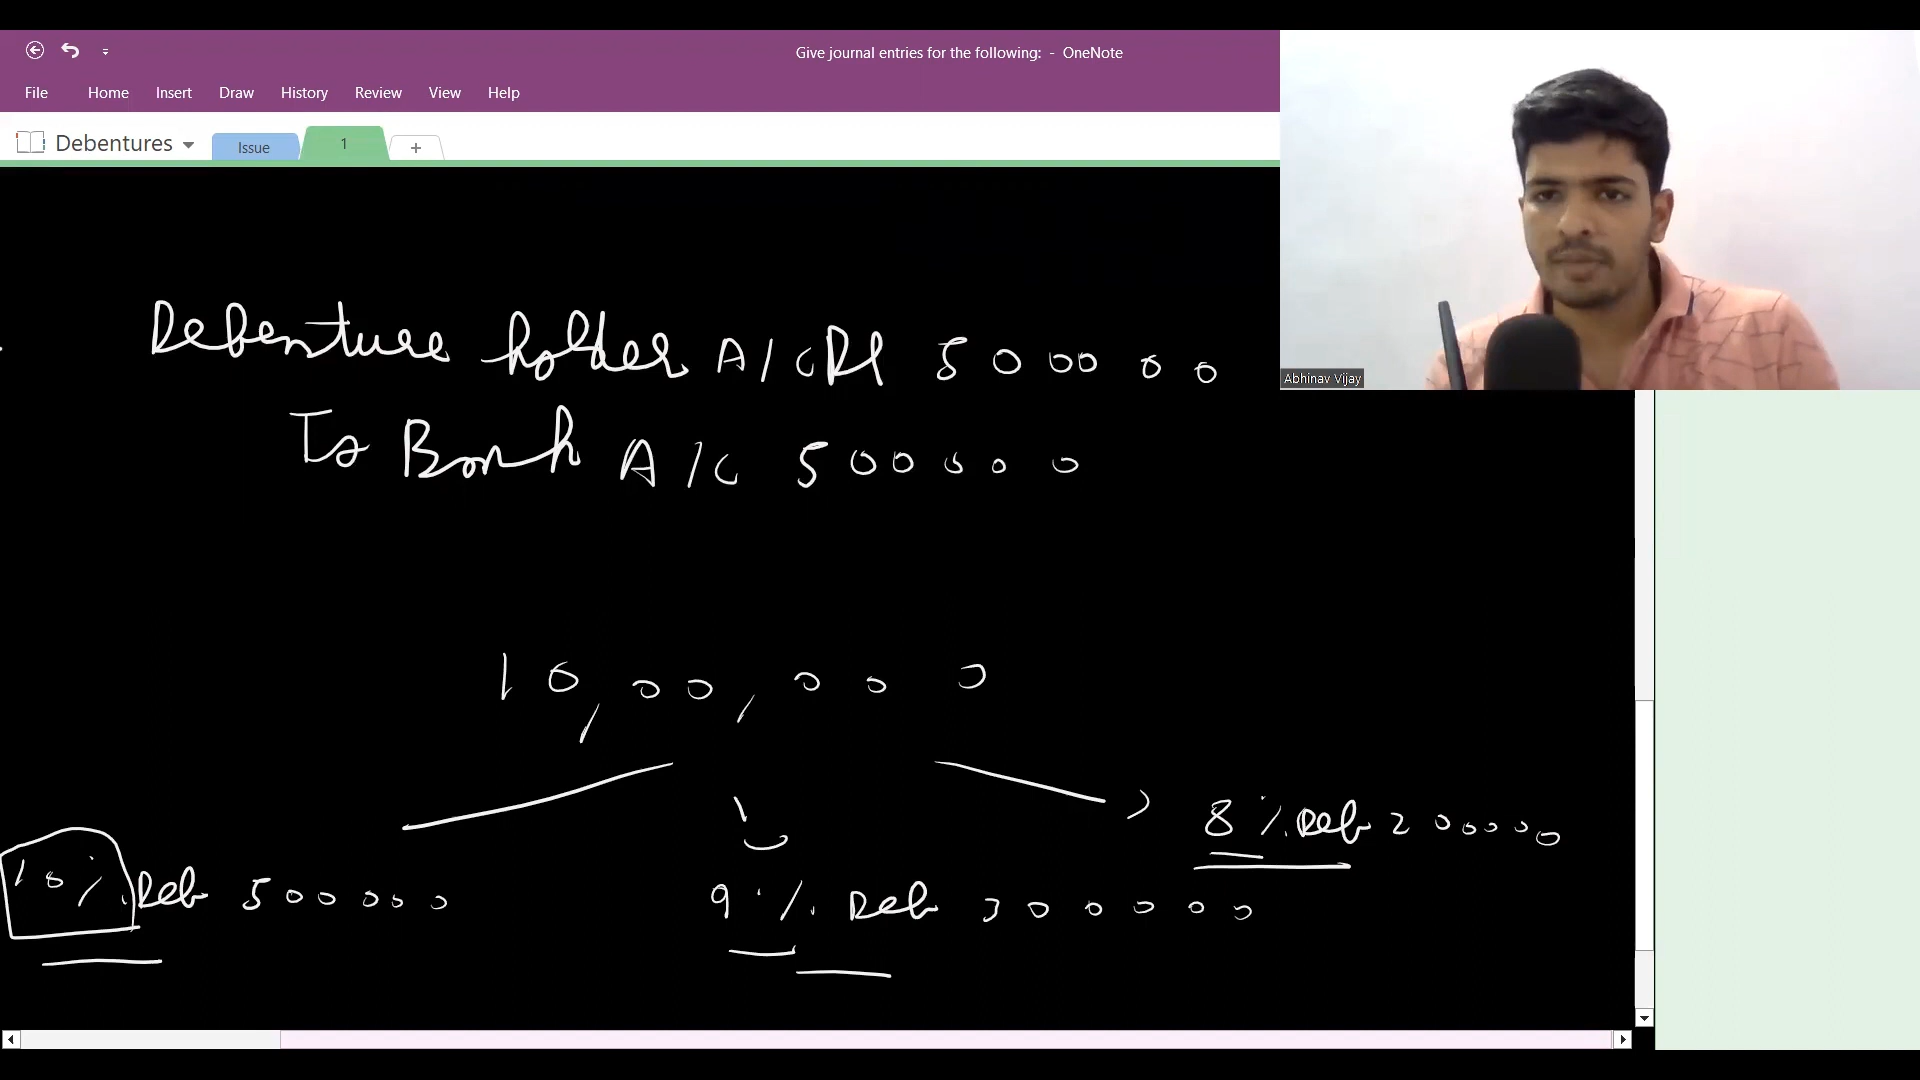 Give journal entries for the following: - OneNote
File Home Insert Draw History Review View Help
Debentures Issue 1 +
Debenture holder A/C Dr 500000
To Bank A/C 500000
Abhinav Vijay
10,00,000
8% Deb 200000
10% Deb 500000
9% Deb 300000